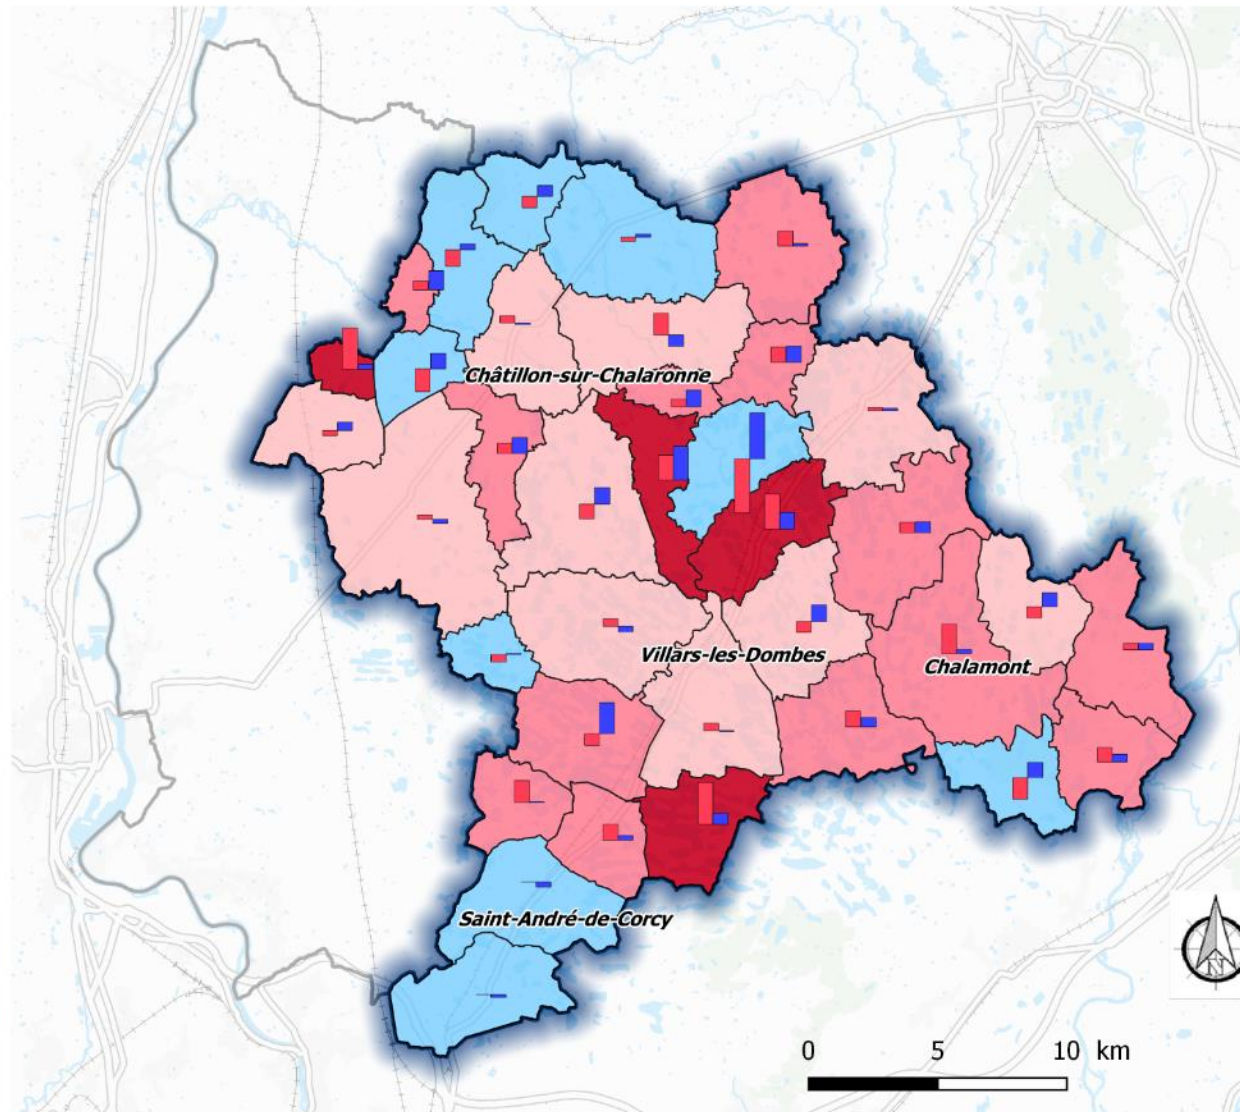 Châtillon-sur-Chalaronne
Villars-les-Dombes
Chalamont
Saint-André-de-Corcy
N
0 5 10 km